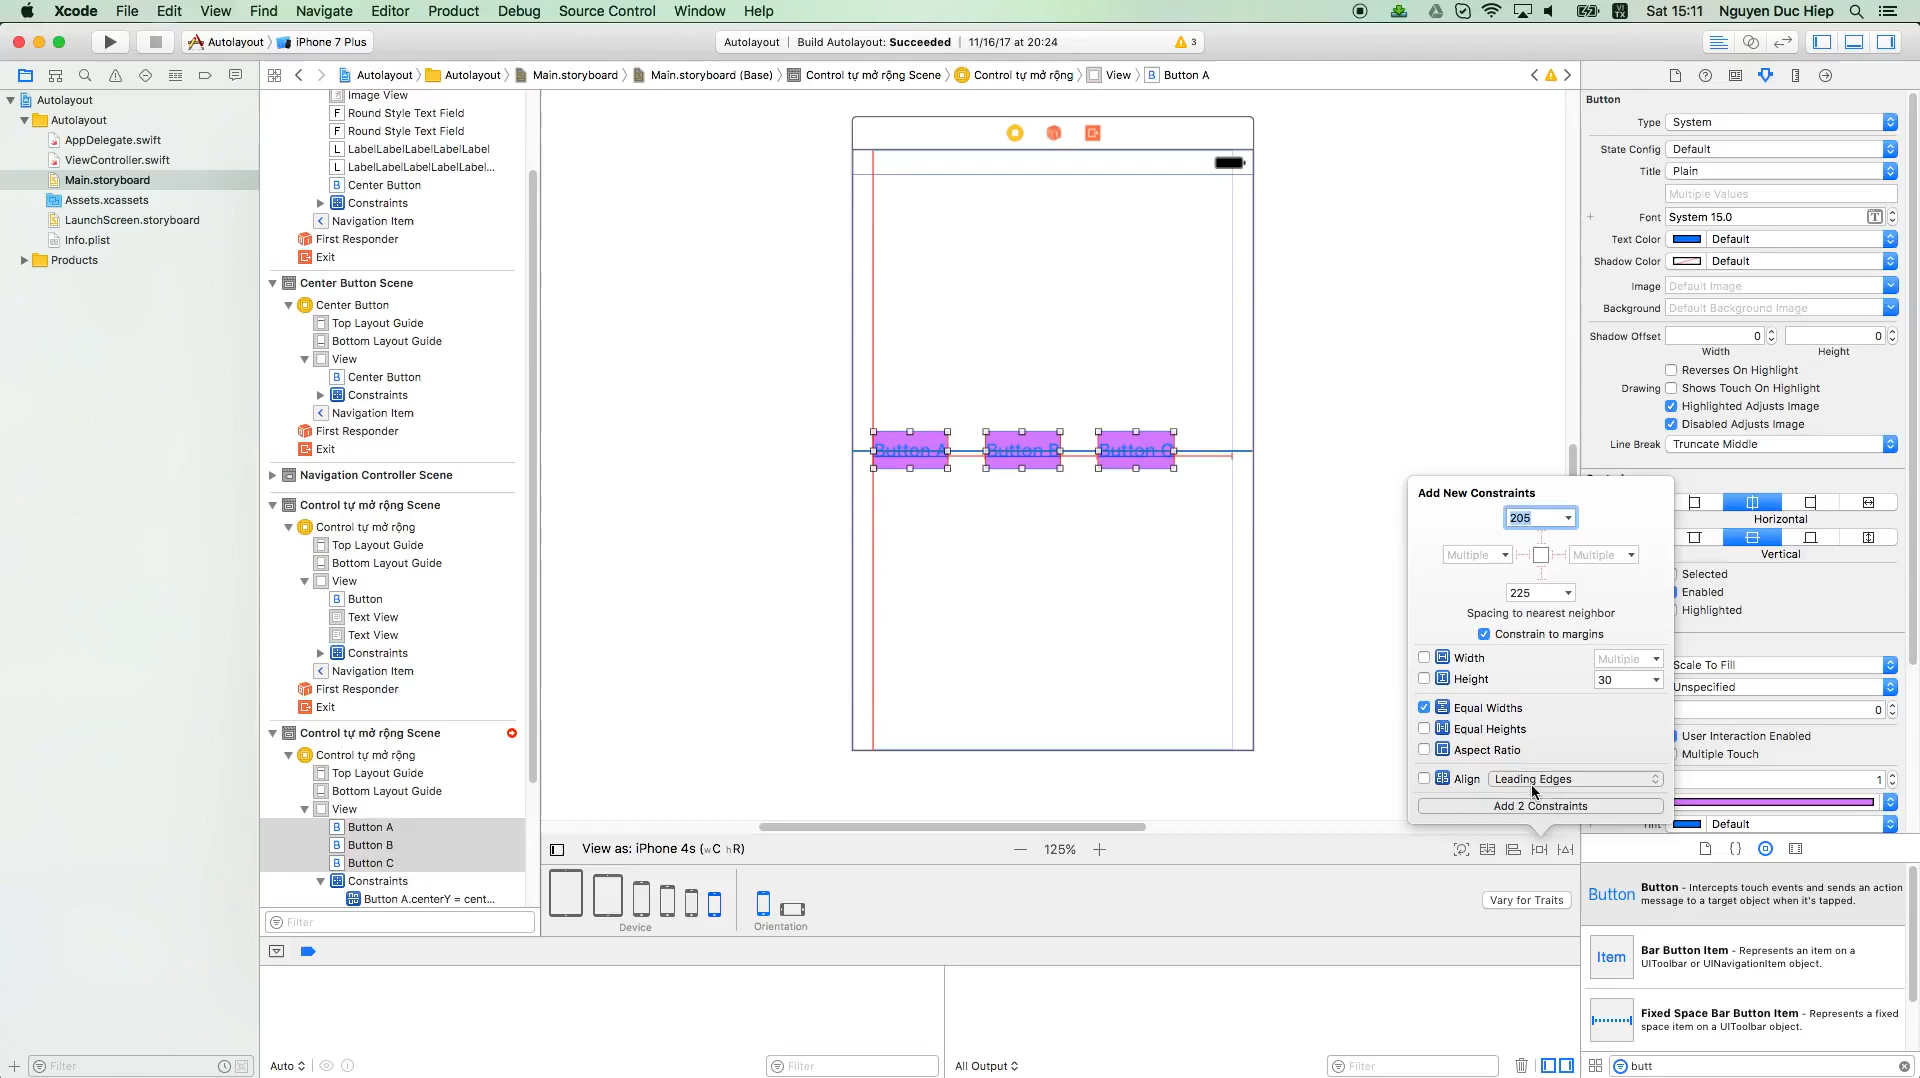 Xcode File Edit View Find Navigate Editor Product Debug Source Control Window Help
Sat 15:11 Nguyen Duc Hiep
Autolayout iPhone 7 Plus
Autolayout | Build Autolayout: Succeeded | 11/16/17 at 20:24
3
Autolayout Autolayout Main.storyboard Main.storyboard (Base) Control tự mở rộng Scene Control tự mở rộng View B Button A
Autolayout
Autolayout
AppDelegate.swift
ViewController.swift
Main.storyboard
Assets.xcassets
LaunchScreen.storyboard
Info.plist
Products
Filter
Image View
F Round Style Text Field
F Round Style Text Field
L LabelLabelLabelLabelLabel
L LabelLabelLabelLabelLabel...
B Center Button
Constraints
Navigation Item
First Responder
Exit
Center Button Scene
Center Button
Top Layout Guide
Bottom Layout Guide
View
B Center Button
Constraints
Navigation Item
First Responder
Exit
Navigation Controller Scene
Control tự mở rộng Scene
Control tự mở rộng
Top Layout Guide
Bottom Layout Guide
View
B Button
Text View
Text View
Constraints
Navigation Item
First Responder
Exit
Control tự mở rộng Scene
Control tự mở rộng
Top Layout Guide
Bottom Layout Guide
View
B Button A
B Button B
B Button C
Constraints
Button A.centerY = cent...
Filter
Button A Button B Button C
View as: iPhone 4s (wC hR)
125%
Device
Orientation
Vary for Traits
Add New Constraints
205
Multiple Multiple
225
Spacing to nearest neighbor
Constrain to margins
Width Multiple
Height 30
Equal Widths
Equal Heights
Aspect Ratio
Align Leading Edges
Add 2 Constraints
Button
Type System
State Config Default
Title Plain
Multiple Values
Font System 15.0
Text Color Default
Shadow Color Default
Image Default Image
Background Default Background Image
Shadow Offset 0 0
Width Height
Reverses On Highlight
Drawing Shows Touch On Highlight
Highlighted Adjusts Image
Disabled Adjusts Image
Line Break Truncate Middle
Horizontal
Vertical
Selected
Enabled
Highlighted
Scale To Fill
Unspecified
0
User Interaction Enabled
Multiple Touch
1
Default
Button Button - Intercepts touch events and sends an action
message to a target object when it's tapped.
Item Bar Button Item - Represents an item on a
UIToolbar or UINavigationItem object.
Fixed Space Bar Button Item - Represents a fixed
space item on a UIToolbar object.
butt
Auto
Filter
All Output
Filter